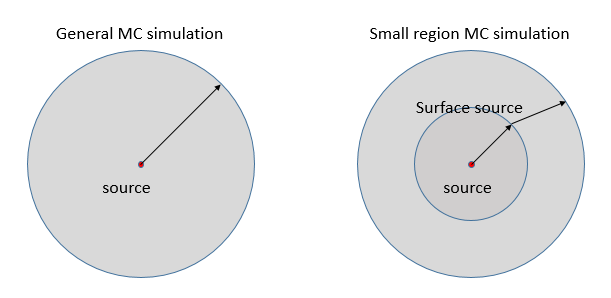 General MC simulation
Small region MC simulation
Surface source
source
source